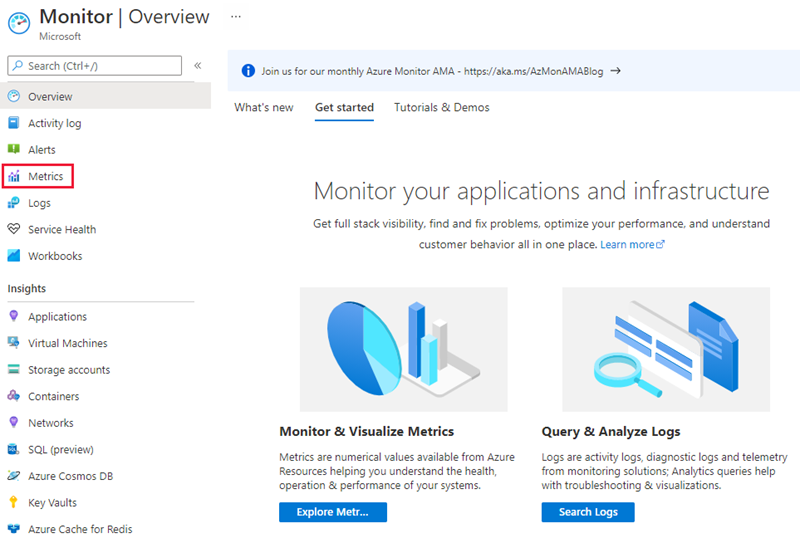 Monitor | Overview ...
Microsoft
Search (Ctrl+/)
«
Overview
Activity log
Alerts
Metrics
Logs
Service Health
Workbooks
Insights
Applications
Virtual Machines
Storage accounts
Containers
Networks
SQL (preview)
Azure Cosmos DB
Key Vaults
Azure Cache for Redis
Join us for our monthly Azure Monitor AMA - https://aka.ms/AzMonAMABlog →
What's new Get started Tutorials & Demos
Monitor your applications and infrastructure
Get full stack visibility, find and fix problems, optimize your performance, and understand
customer behavior all in one place. Learn more
Monitor & Visualize Metrics
Metrics are numerical values available from Azure
Resources helping you understand the health,
operation & performance of your systems.
Explore Metr...
Query & Analyze Logs
Logs are activity logs, diagnostic logs and telemetry
from monitoring solutions; Analytics queries help
with troubleshooting & visualizations.
Search Logs